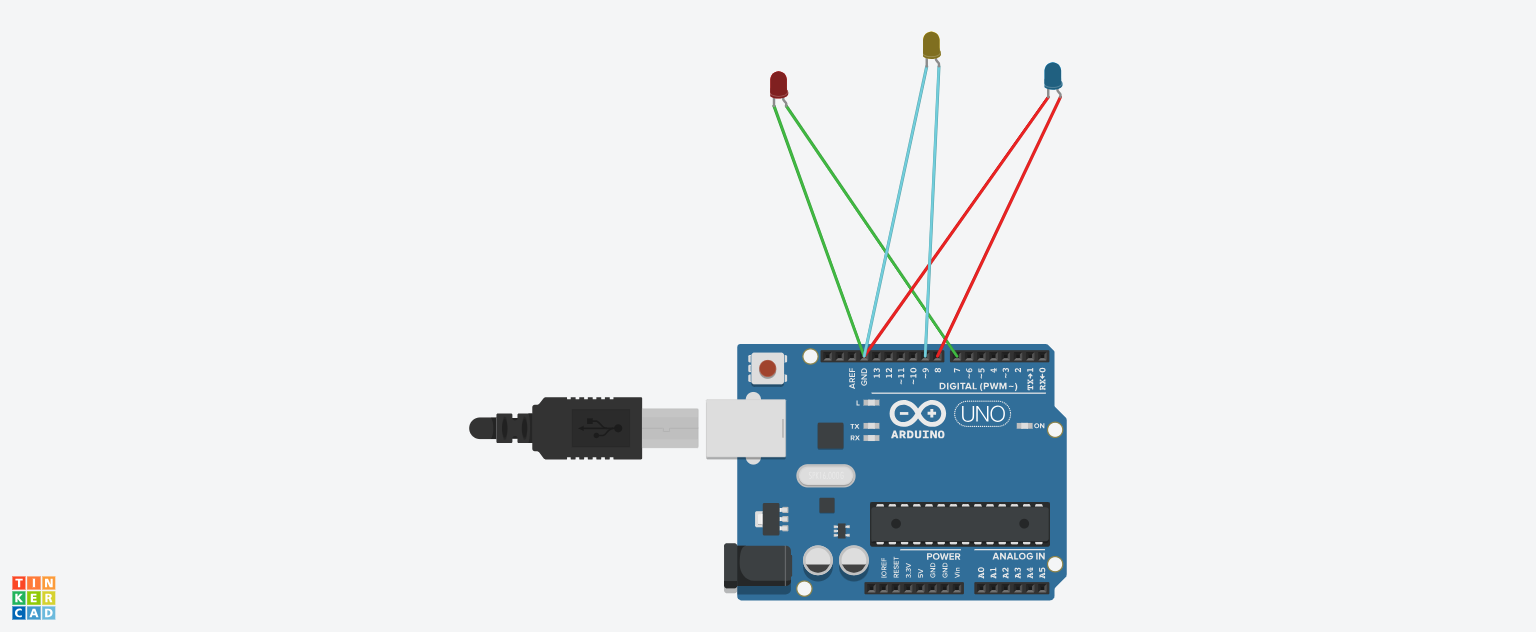 AREF
GND
13
12
~11
~10
~9
8
7
~6
~5
4
~3
2
TX→1
RX←0
DIGITAL (PWM~)
L
TX
RX
UNO
ARDUINO
ON
POWER
ANALOG IN
IOREF
RESET
3.3V
5V
GND
GND
Vin
A0
A1
A2
A3
A4
A5
TIN
KER
CAD